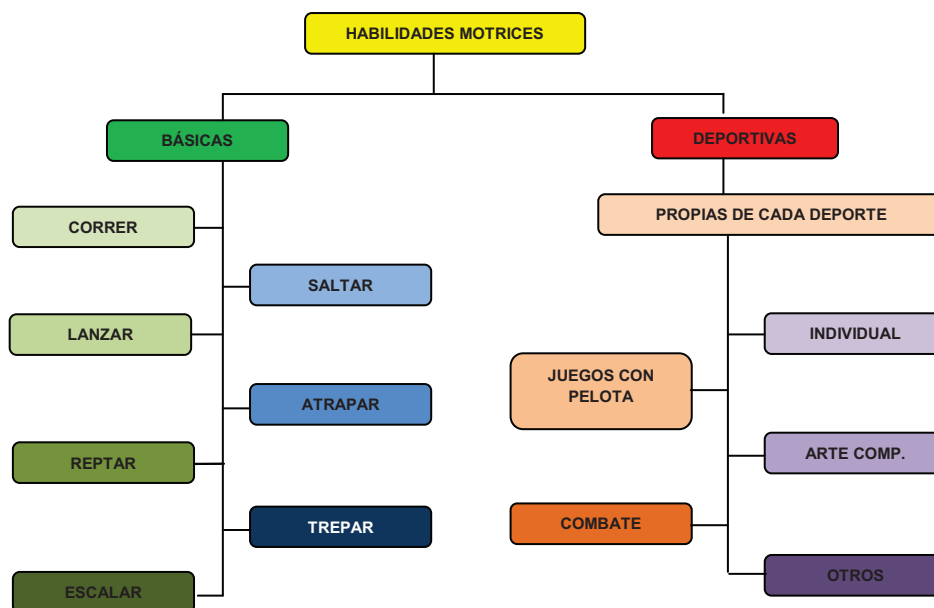 HABILIDADES MOTRICES
BÁSICAS
DEPORTIVAS
CORRER
PROPIAS DE CADA DEPORTE
SALTAR
LANZAR
INDIVIDUAL
JUEGOS CON
PELOTA
ATRAPAR
REPTAR
ARTE COMP.
TREPAR
COMBATE
ESCALAR
OTROS